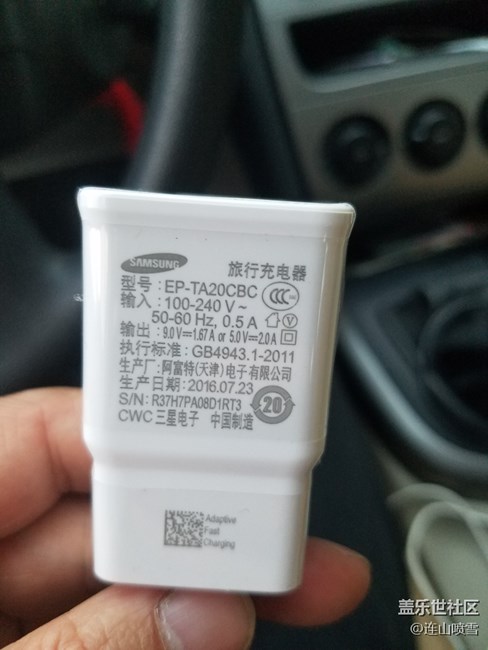 SAMSUNG 旅行充电器
型号:EP-TA20CBC
输入:100-240 V~
50-60 Hz, 0.5 A
输出:9.0V⎓1.67A or 5.0V⎓2.0A
执行标准:GB4943.1-2011
生产厂:阿富特(天津)电子有限公司
生产日期:2016.07.23
S/N: R37H7PA08D1RT3
20
CWC 三星电子 中国制造
Adaptive
Fast
Charging
盖乐世社区
@连山喷雪